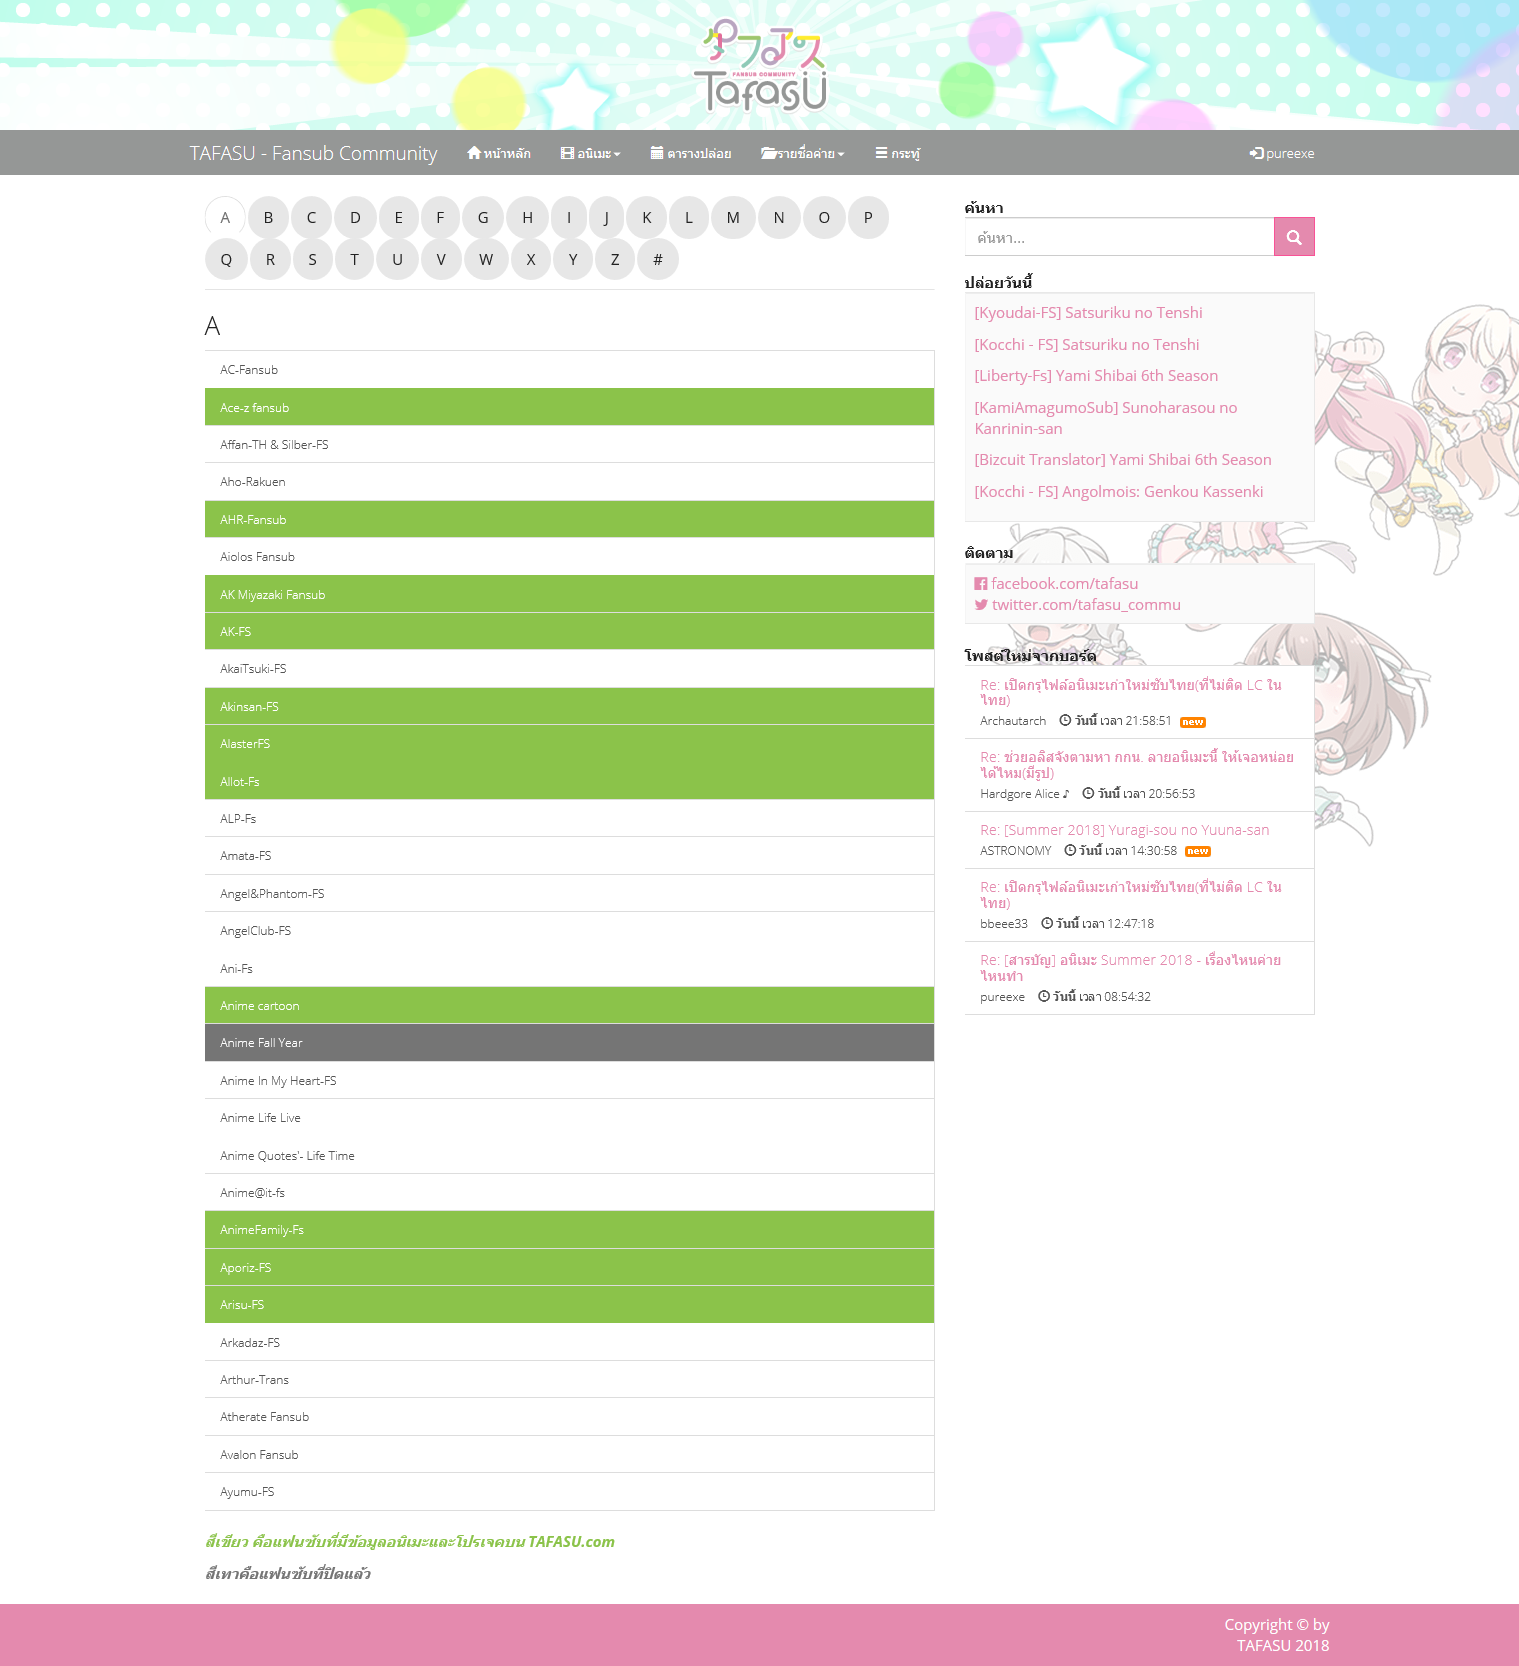 タファス
FANSUB COMMUNITY
TafasU
TAFASU - Fansub Community
หน้าหลัก
อนิเมะ
ตารางปล่อย
รายชื่อค่าย
กระทู้
pureexe
A B C D E F G H I J K L M N O P
Q R S T U V W X Y Z #
A
AC-Fansub
Ace-z fansub
Affan-TH & Silber-FS
Aho-Rakuen
AHR-Fansub
Aiolos Fansub
AK Miyazaki Fansub
AK-FS
AkaiTsuki-FS
Akinsan-FS
AlasterFS
Allot-Fs
ALP-Fs
Amata-FS
Angel&Phantom-FS
AngelClub-FS
Ani-Fs
Anime cartoon
Anime Fall Year
Anime In My Heart-FS
Anime Life Live
Anime Quotes'- Life Time
Anime@it-fs
AnimeFamily-Fs
Aporiz-FS
Arisu-FS
Arkadaz-FS
Arthur-Trans
Atherate Fansub
Avalon Fansub
Ayumu-FS
สีเขียว คือแฟนซับที่มีข้อมูลอนิเมะและโปรเจคบน TAFASU.com
สีเทาคือแฟนซับที่ปิดแล้ว
ค้นหา
ค้นหา...
ปล่อยวันนี้
[Kyoudai-FS] Satsuriku no Tenshi
[Kocchi - FS] Satsuriku no Tenshi
[Liberty-Fs] Yami Shibai 6th Season
[KamiAmagumoSub] Sunoharasou no
Kanrinin-san
[Bizcuit Translator] Yami Shibai 6th Season
[Kocchi - FS] Angolmois: Genkou Kassenki
ติดตาม
facebook.com/tafasu
twitter.com/tafasu_commu
โพสต์ใหม่จากบอร์ด
Re: เปิดกรุไฟล์อนิเมะเก่าใหม่ซับไทย(ที่ไม่ติด LC ใน
ไทย)
Archautarch วันนี้ เวลา 21:58:51 new
Re: ช่วยอลิสจังตามหา กกน. ลายอนิเมะนี้ ให้เจอหน่อย
ได้ไหม(มีรูป)
Hardgore Alice ♪ วันนี้ เวลา 20:56:53
Re: [Summer 2018] Yuragi-sou no Yuuna-san
ASTRONOMY วันนี้ เวลา 14:30:58 new
Re: เปิดกรุไฟล์อนิเมะเก่าใหม่ซับไทย(ที่ไม่ติด LC ใน
ไทย)
bbeee33 วันนี้ เวลา 12:47:18
Re: [สารบัญ] อนิเมะ Summer 2018 - เรื่องไหนค่าย
ไหนทำ
pureexe วันนี้ เวลา 08:54:32
Copyright © by
TAFASU 2018